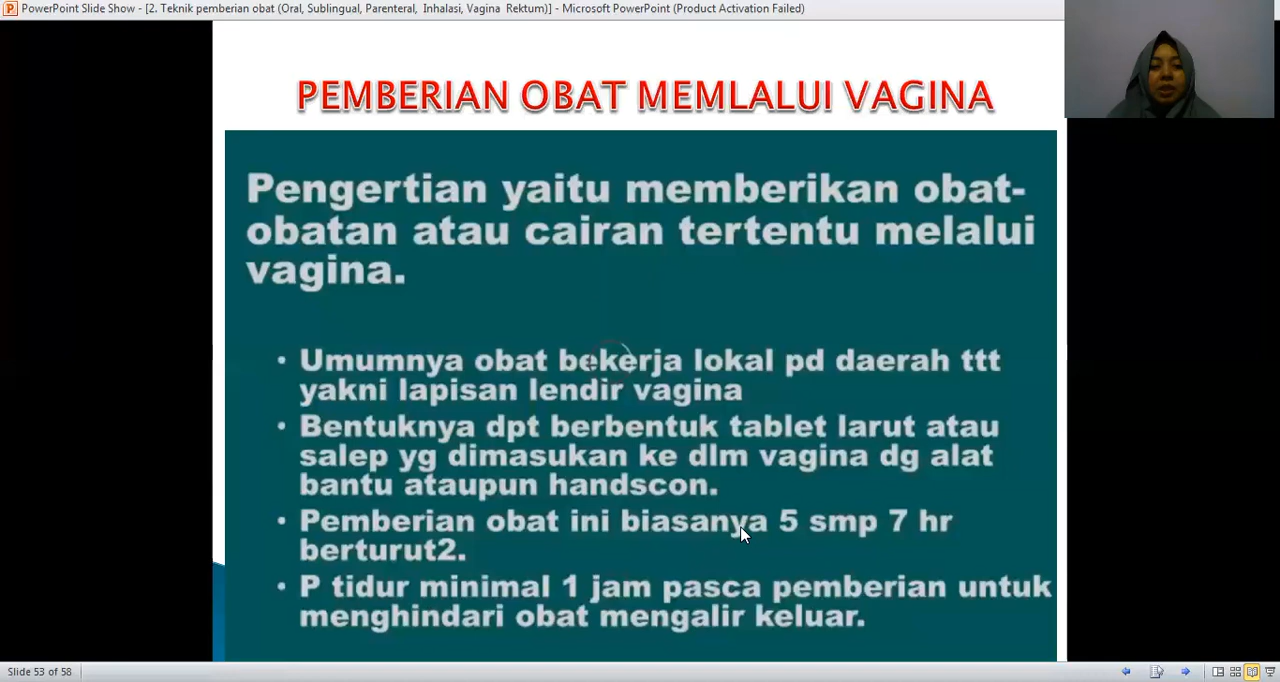 PowerPoint Slide Show - [2. Teknik pemberian obat (Oral, Sublingual, Parenteral, Inhalasi, Vagina Rektum)] - Microsoft PowerPoint (Product Activation Failed)
PEMBERIAN OBAT MEMLALUI VAGINA
Pengertian yaitu memberikan obat-
obatan atau cairan tertentu melalui
vagina.
• Umumnya obat bekerja lokal pd daerah ttt
yakni lapisan lendir vagina
• Bentuknya dpt berbentuk tablet larut atau
salep yg dimasukan ke dlm vagina dg alat
bantu ataupun handscon.
• Pemberian obat ini biasanya 5 smp 7 hr
berturut2.
• P tidur minimal 1 jam pasca pemberian untuk
menghindari obat mengalir keluar.
Slide 53 of 58